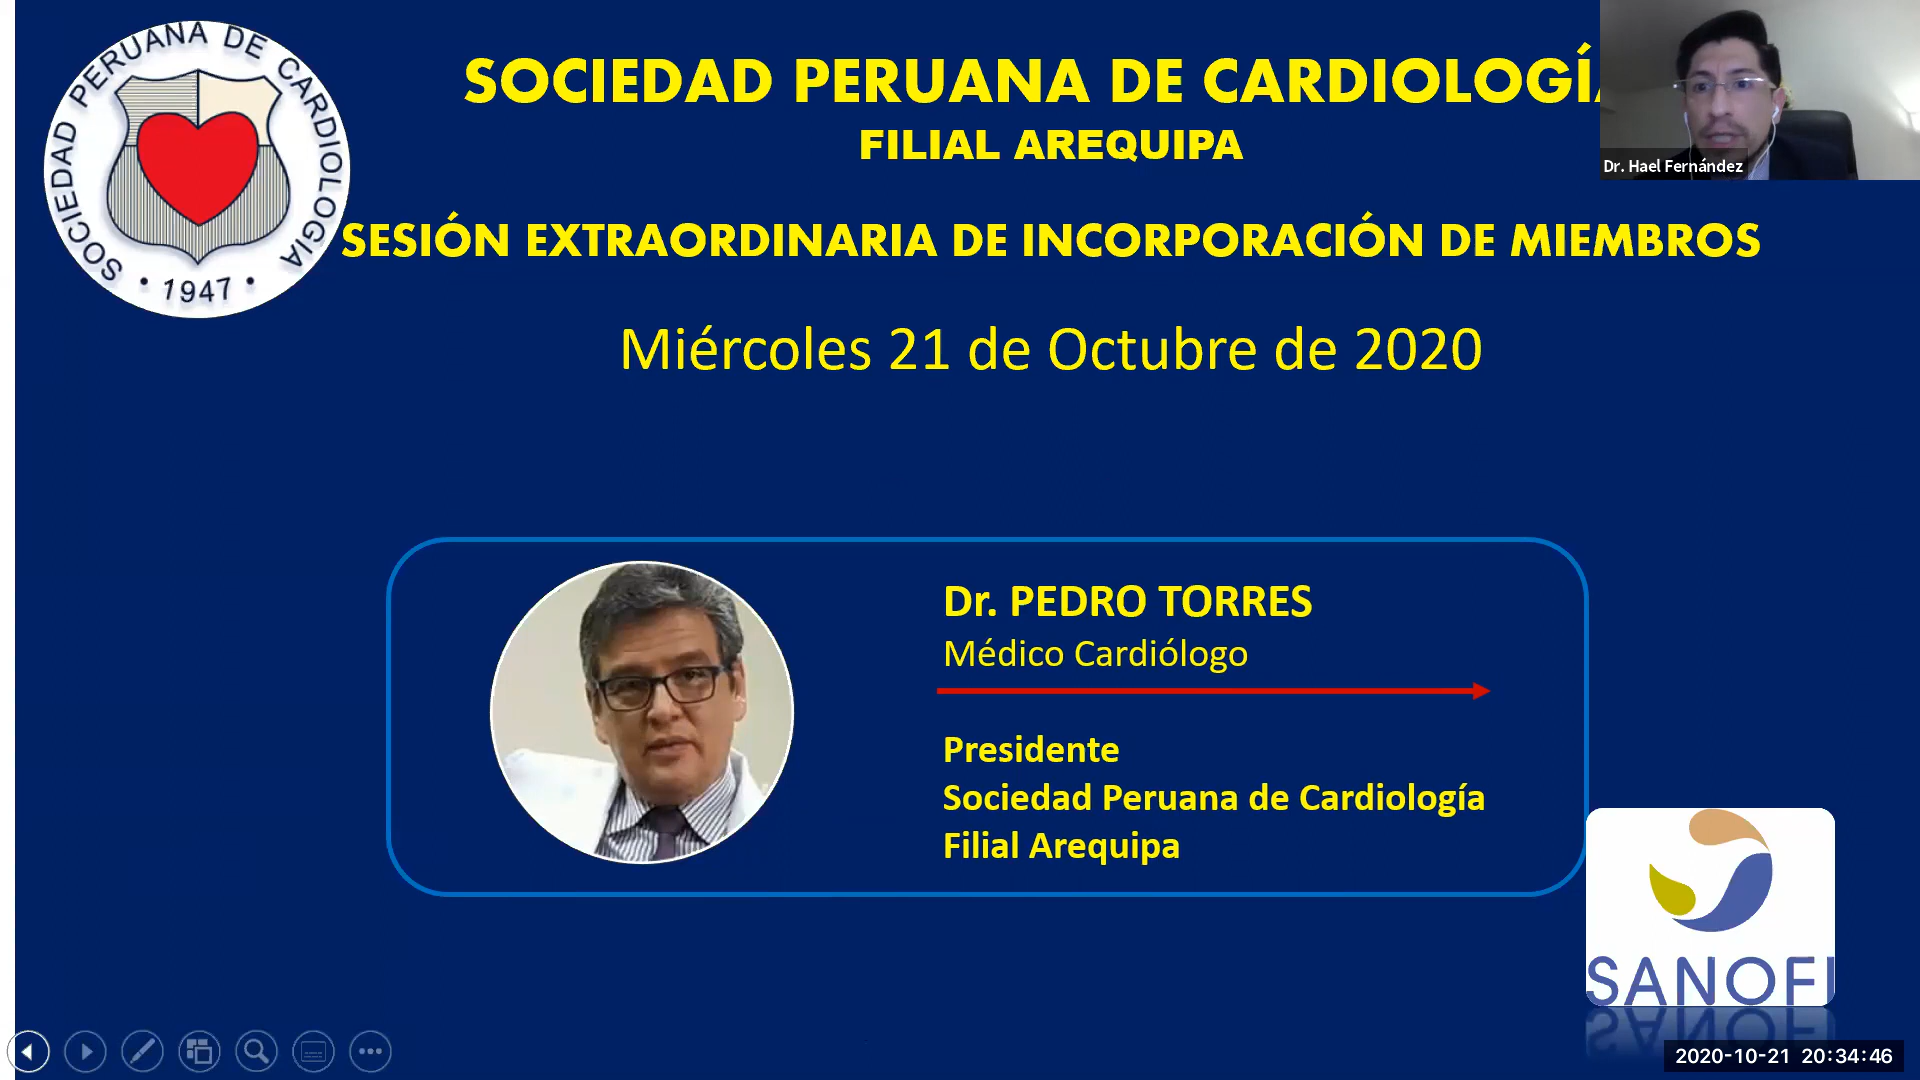 SOCIEDAD PERUANA DE CARDIOLOGÍA
• 1947 •
SOCIEDAD PERUANA DE CARDIOLOGÍ
FILIAL AREQUIPA
Dr. Hael Fernández
SESIÓN EXTRAORDINARIA DE INCORPORACIÓN DE MIEMBROS
Miércoles 21 de Octubre de 2020
Dr. PEDRO TORRES
Médico Cardiólogo
Presidente
Sociedad Peruana de Cardiología
Filial Arequipa
SANOFI
2020-10-21 20:34:46